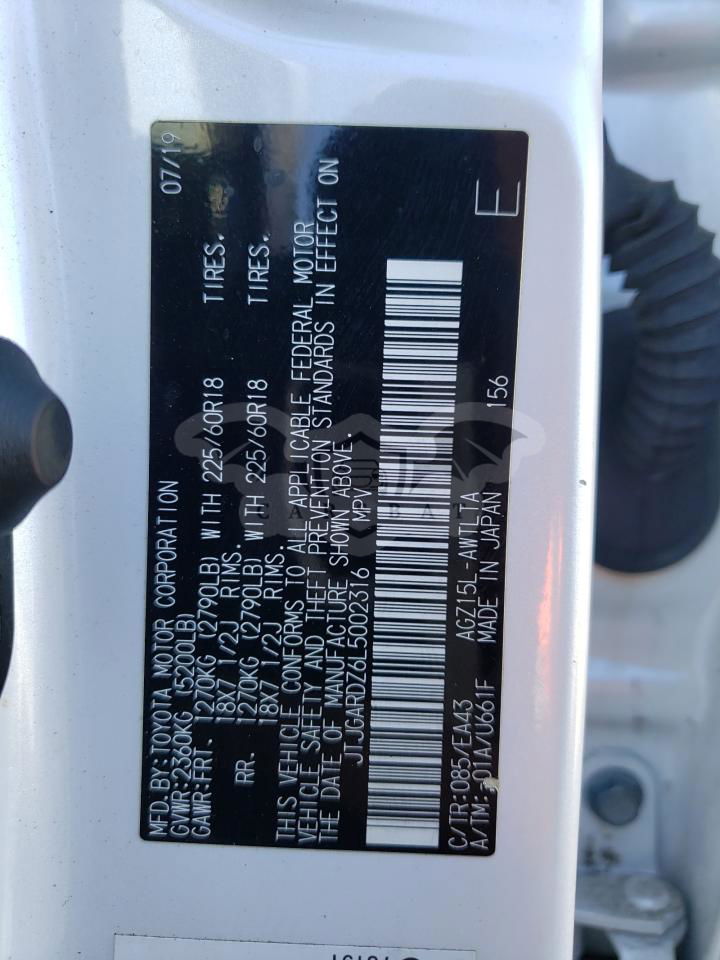 MFD. BY:TOYOTA MOTOR CORPORATION 07/19
GVWR:2360KG (5200LB)
GAWR:FRT. 1270KG (2790LB) WITH 225/60R18 TIRES.
18X7 1/2J RIMS.
RR. 1270KG (2790LB) WITH 225/60R18 TIRES.
18X7 1/2J RIMS.
THIS VEHICLE CONFORMS TO ALL APPLICABLE FEDERAL MOTOR
VEHICLE SAFETY AND THEFT PREVENTION STANDARDS IN EFFECT ON
THE DATE OF MANUFACTURE SHOWN ABOVE.
JTJGARDZ6L5002316 MPV
C/TR:085/EA43 AGZ15L-AWTLTA
A/TM:-01A/U661F MADE IN JAPAN 156 E